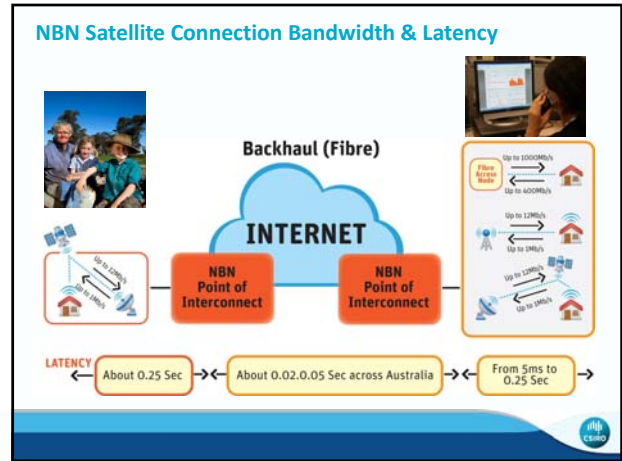 NBN Satellite Connection Bandwidth & Latency
Backhaul (Fibre)
INTERNET
Up to 12Mb/s
Up to 1Mb/s
NBN
Point of
Interconnect
NBN
Point of
Interconnect
Fibre
Access
Node
Up to 1000Mb/s
Up to 400Mb/s
Up to 12Mb/s
Up to 1Mb/s
Up to 12Mb/s
Up to 1Mb/s
LATENCY
About 0.25 Sec
About 0.02.0.05 Sec across Australia
From 5ms to
0.25 Sec
CSIRO